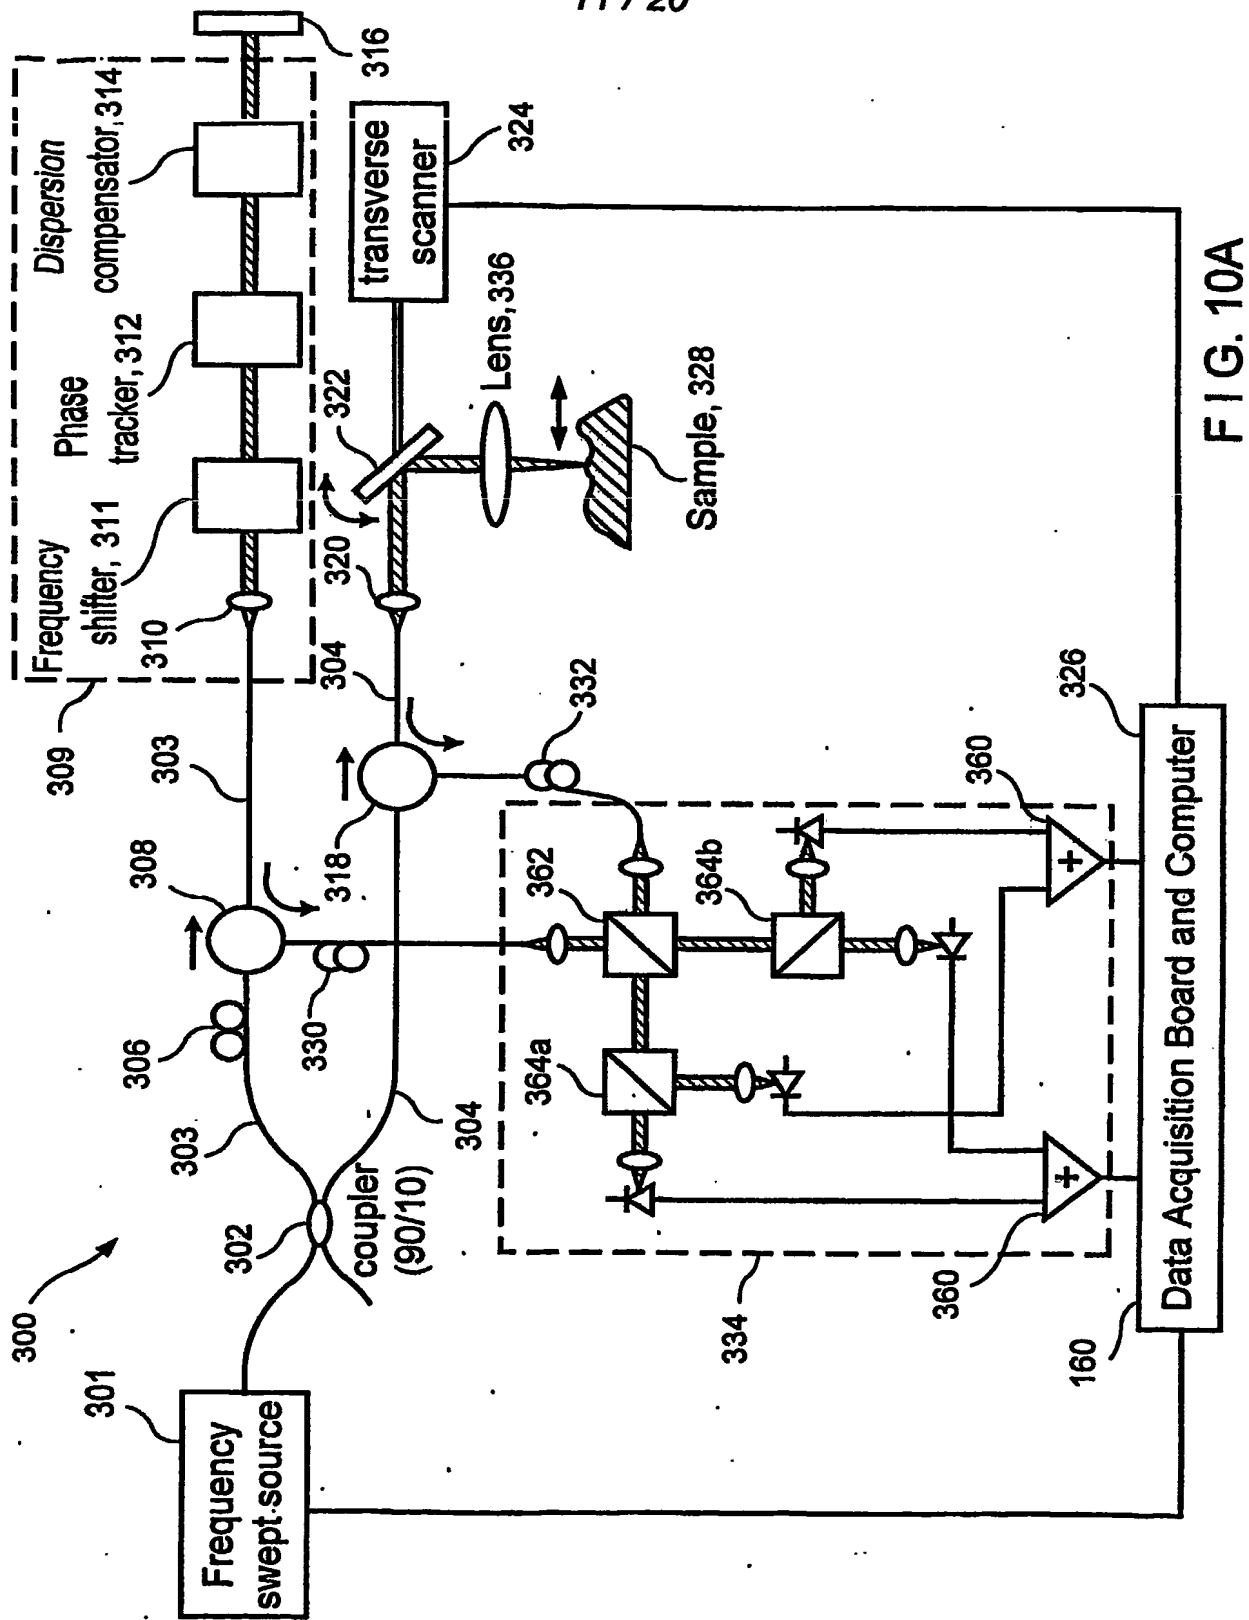 11 / 20
300
301
Frequency
swept source
302
coupler
(90/10)
303
304
306
308
303
309
310
Frequency
shifter, 311
Phase
tracker, 312
Dispersion
compensator, 314
316
318
304
320
322
transverse
scanner
324
Lens, 336
Sample, 328
330
332
334
362
364a
364b
360
+
360
+
160
326
Data Acquisition Board and Computer
FIG. 10A